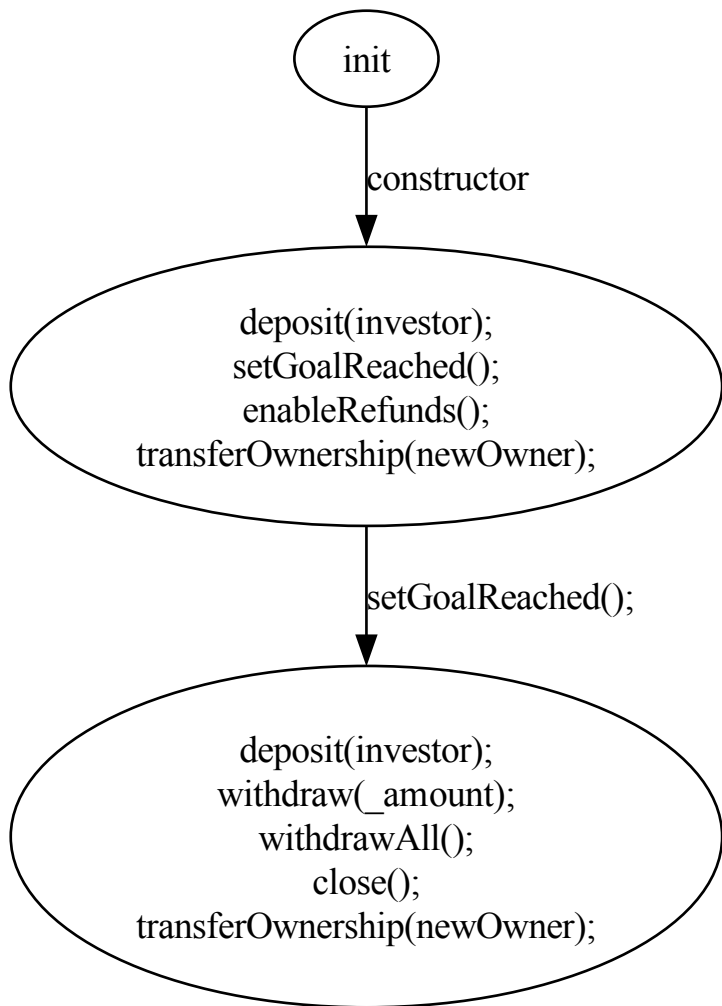 init
constructor
deposit(investor);
setGoalReached();
enableRefunds();
transferOwnership(newOwner);
setGoalReached();
deposit(investor);
withdraw(_amount);
withdrawAll();
close();
transferOwnership(newOwner);